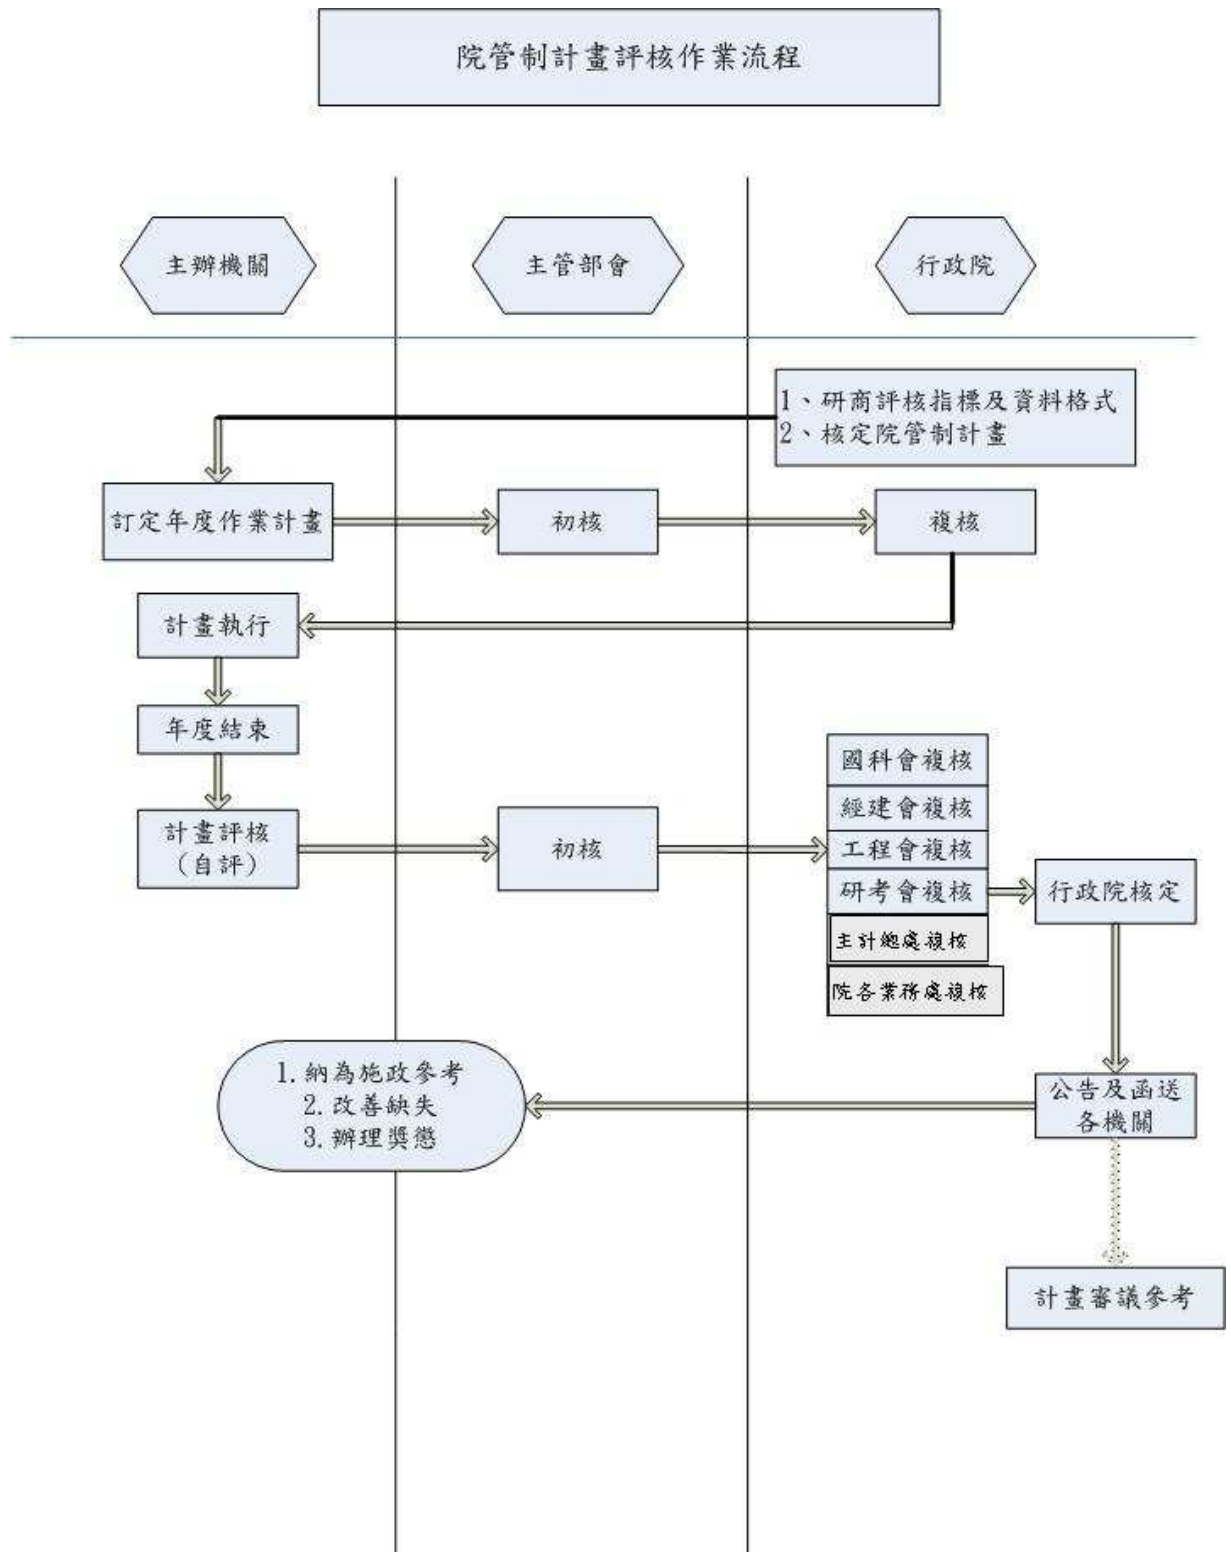 院管制計畫評核作業流程
主辦機關
主管部會
行政院
1、研商評核指標及資料格式
2、核定院管制計畫
訂定年度作業計畫
初核
複核
計畫執行
年度結束
計畫評核
（自評）
初核
國科會複核
經建會複核
工程會複核
研考會複核
主計總處複核
院各業務處複核
行政院核定
公告及函送
各機關
1. 納為施政參考
2. 改善缺失
3. 辦理獎懲
計畫審議參考